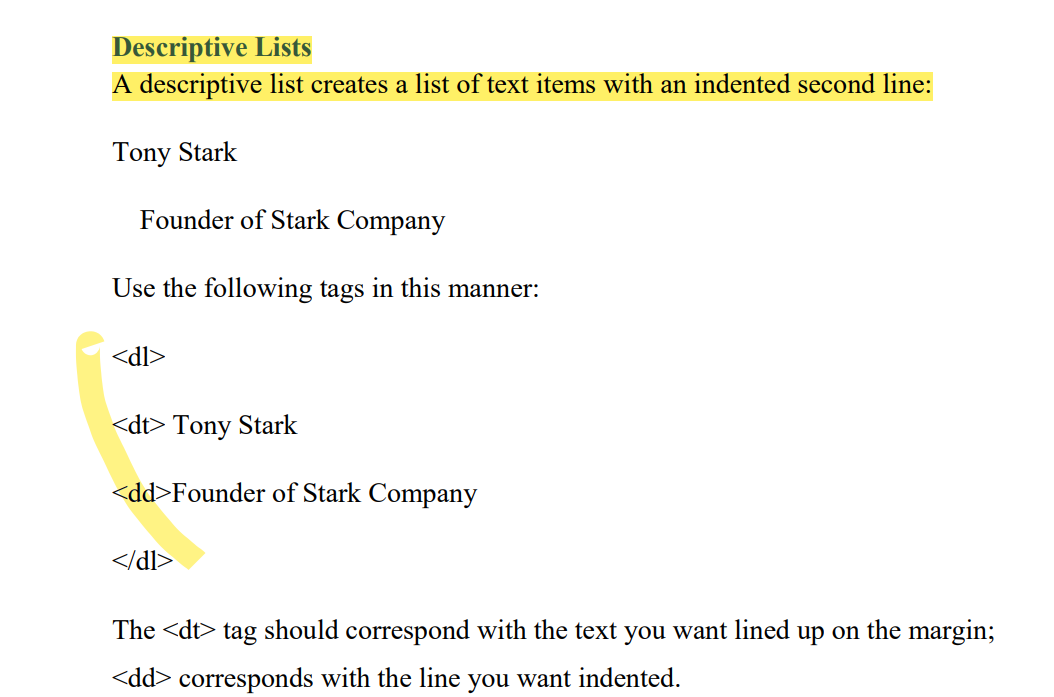 Descriptive Lists
A descriptive list creates a list of text items with an indented second line:
Tony Stark
Founder of Stark Company
Use the following tags in this manner:
<dl>
<dt> Tony Stark
<dd>Founder of Stark Company
</dl>
The <dt> tag should correspond with the text you want lined up on the margin;
<dd> corresponds with the line you want indented.